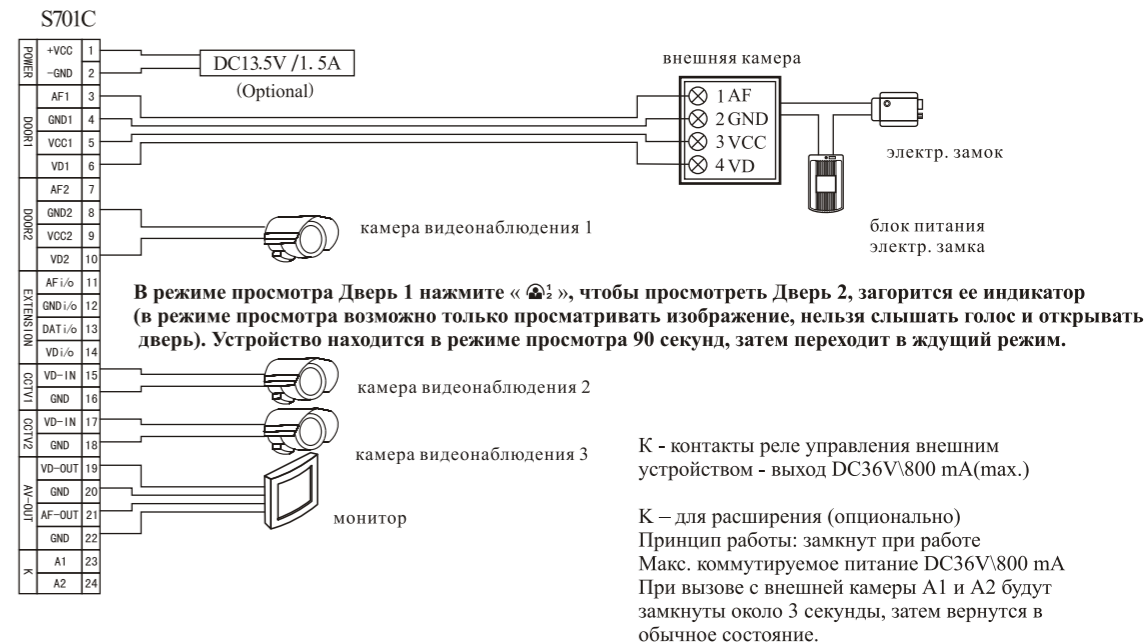 S701C
POWER
+VCC 1
-GND 2
DC13.5V /1. 5A
(Optional)
DOOR1
AF1 3
GND1 4
VCC1 5
VD1 6
внешняя камера
1 AF
2 GND
3 VCC
4 VD
электр. замок
блок питания
электр. замка
DOOR2
AF2 7
GND2 8
VCC2 9
VD2 10
камера видеонаблюдения 1
EXTENSION
AFi/o 11
GNDi/o 12
DATi/o 13
VDi/o 14
В режиме просмотра Дверь 1 нажмите « 1/2 », чтобы просмотреть Дверь 2, загорится ее индикатор
(в режиме просмотра возможно только просматривать изображение, нельзя слышать голос и открывать
дверь). Устройство находится в режиме просмотра 90 секунд, затем переходит в ждущий режим.
CCTV1
VD-IN 15
GND 16
камера видеонаблюдения 2
CCTV2
VD-IN 17
GND 18
камера видеонаблюдения 3
AV-OUT
VD-OUT 19
GND 20
AF-OUT 21
GND 22
монитор
K
A1 23
A2 24
К - контакты реле управления внешним
устройством - выход DC36V\800 mA(max.)
К – для расширения (опционально)
Принцип работы: замкнут при работе
Макс. коммутируемое питание DC36V\800 mA
При вызове с внешней камеры А1 и А2 будут
замкнуты около 3 секунды, затем вернутся в
обычное состояние.